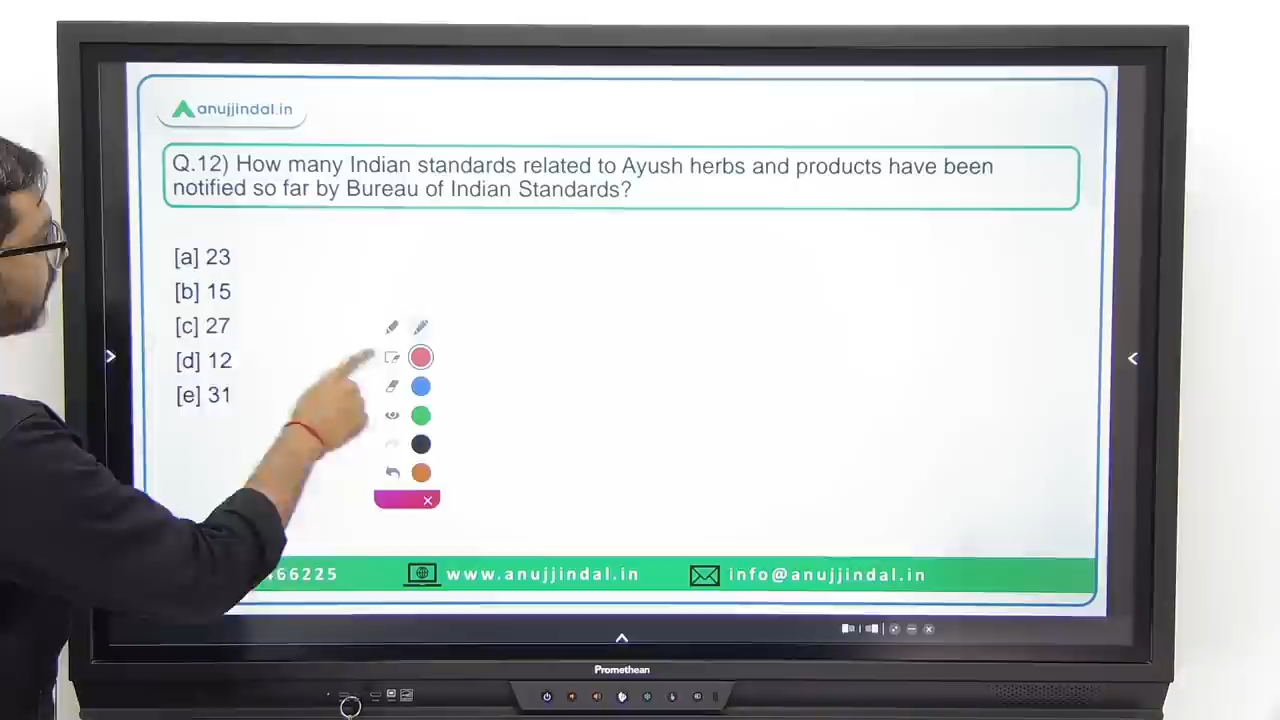 anujjindal.in
Q.12) How many Indian standards related to Ayush herbs and products have been
notified so far by Bureau of Indian Standards?
[a] 23
[b] 15
[c] 27
[d] 12
[e] 31
66225
www.anujjindal.in
info@anujjindal.in
Promethean